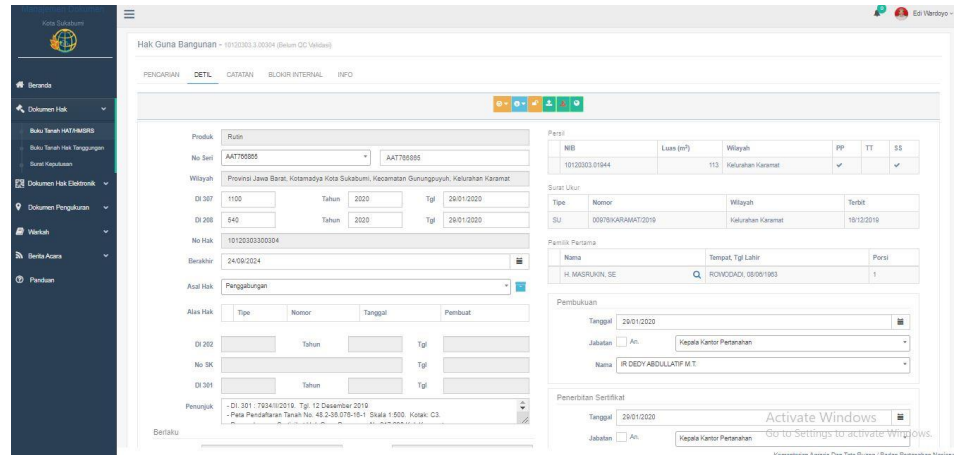 Kota Sukabumi
Edi Wardoyo
Hak Guna Bangunan - 10120303.3.00304 (Belum QC Validasi)
PENCARIAN DETIL CATATAN BLOKIR INTERNAL INFO
Beranda
Dokumen Hak
Buku Tanah HAT/HMSRS
Buku Tanah Hak Tanggungan
Surat Keputusan
Dokumen Hak Elektronik
Dokumen Pengukuran
Warkah
Berita Acara
Panduan
Produk Rutin
No Seri AAT766865 AAT766865
Wilayah Provinsi Jawa Barat, Kotamadya Kota Sukabumi, Kecamatan Gunungpuyuh, Kelurahan Karamat
DI 307 1100 Tahun 2020 Tgl 29/01/2020
DI 208 540 Tahun 2020 Tgl 29/01/2020
No Hak 10120303300304
Berakhir 24/09/2024
Asal Hak Penggabungan
Alas Hak Tipe Nomor Tanggal Pembuat
DI 202 Tahun Tgl
No SK Tgl
DI 301 Tahun Tgl
Penunjuk - DI. 301 : 7934/II/2019. Tgl. 12 Desember 2019
- Peta Pendaftaran Tanah No. 48.2-38.078-16-1 Skala 1:500. Kotak: C3.
Berlaku
Persil
NIB Luas (m²) Wilayah PP TT SS
10120303.01944 113 Kelurahan Karamat
Surat Ukur
Tipe Nomor Wilayah Terbit
SU 00976/KARAMAT/2019 Kelurahan Karamat 18/12/2019
Pemilik Pertama
Nama Tempat, Tgl Lahir Porsi
H. MASRUKIN, SE ROWODADI, 08/06/1963 1
Pembukuan
Tanggal 29/01/2020
Jabatan An. Kepala Kantor Pertanahan
Nama IR DEDY ABDULLATIF M.T.
Penerbitan Sertifikat
Tanggal 29/01/2020
Jabatan An. Kepala Kantor Pertanahan
Activate Windows
Go to Settings to activate Windows.